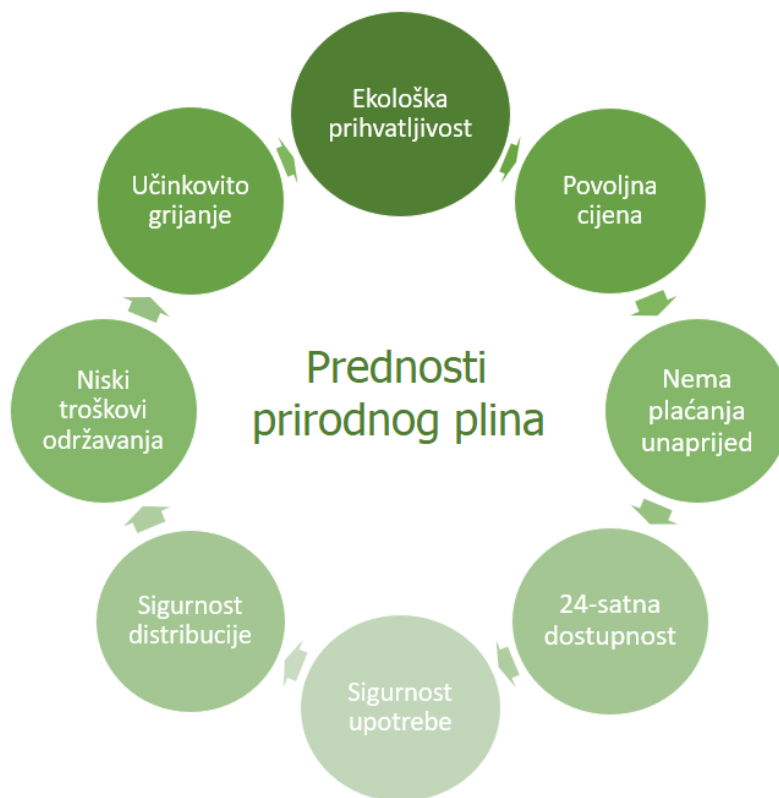 Ekološka
prihvatljivost
Povoljna
cijena
Nema
plaćanja
unaprijed
24-satna
dostupnost
Sigurnost
upotrebe
Sigurnost
distribucije
Niski
troškovi
održavanja
Učinkovito
grijanje
Prednosti
prirodnog plina